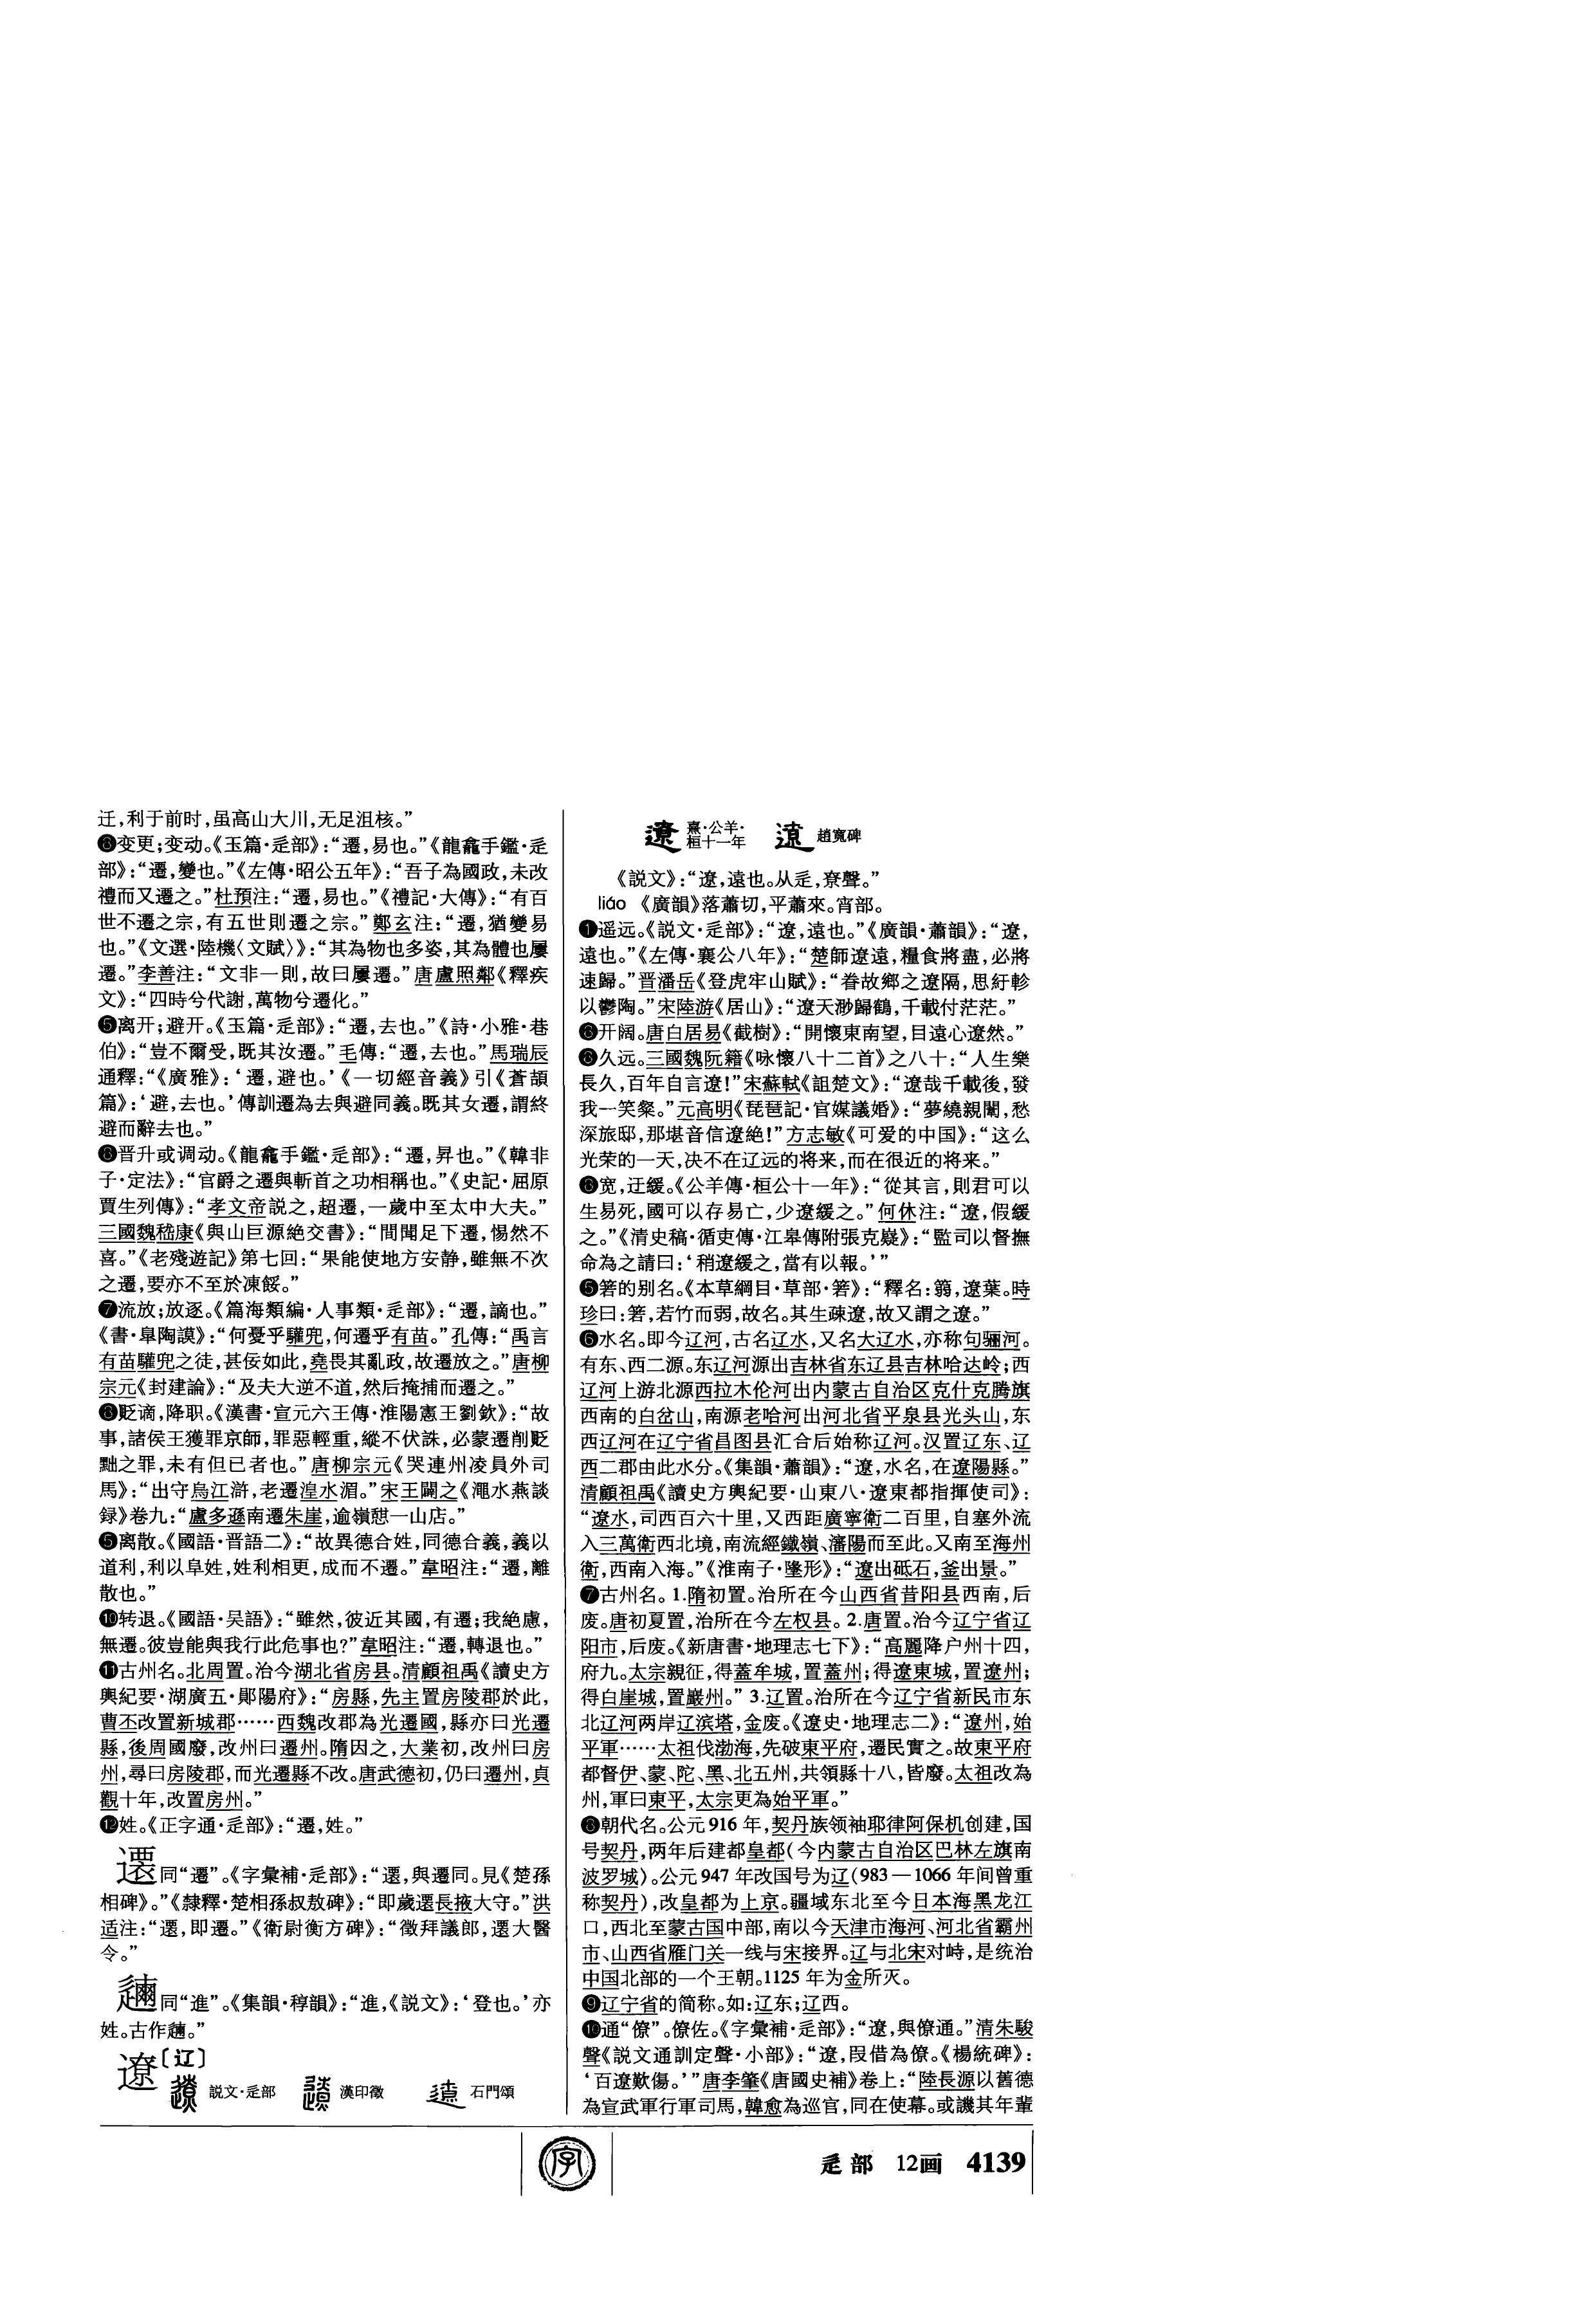 迁,利于前时,虽高山大川,无足沮核。”
变更;变动。《玉篇·辵部》:“遷,易也。”《龍龕手鑑·辵
部》:“遷,變也。”《左傳·昭公五年》:“吾子為國政,未改
禮而又遷之。”杜預注:“遷,易也。”《禮記·大傳》:“有百
世不遷之宗,有五世則遷之宗。”鄭玄注:“遷,猶變易
也。”《文選·陸機〈文賦〉》:“其為物也多姿,其為體也屢
遷。”李善注:“文非一則,故曰屢遷。”唐盧照鄰《釋疾
文》:“四時兮代謝,萬物兮遷化。”
❺离开;避开。《玉篇·辵部》:“遷,去也。”《詩·小雅·巷
伯》:“豈不爾受,既其汝遷。”毛傳:“遷,去也。”馬瑞辰
通釋:“《廣雅》:‘遷,避也。’《一切經音義》引《蒼頡
篇》:‘避,去也。’傳訓遷為去與避同義。既其女遷,謂終
避而辭去也。”
晋升或调动。《龍龕手鑑·辵部》:“遷,昇也。”《韓非
子·定法》:“官爵之遷與斬首之功相稱也。”《史記·屈原
賈生列傳》:“孝文帝説之,超遷,一歲中至太中大夫。”
三國魏嵇康《與山巨源絶交書》:“間聞足下遷,惕然不
喜。”《老殘遊記》第七回:“果能使地方安静,雖無不次
之遷,要亦不至於凍餒。”
❼流放;放逐。《篇海類編·人事類·辵部》:“遷,謫也。”
《書·皋陶謨》:“何憂乎驩兜,何遷乎有苗。”孔傳:“禹言
有苗驩兜之徒,甚佞如此,堯畏其亂政,故遷放之。”唐柳
宗元《封建論》:“及夫大逆不道,然后掩捕而遷之。”
贬谪,降职。《漢書·宣元六王傳·淮陽憲王劉欽》:“故
事,諸侯王獲罪京師,罪惡輕重,縱不伏誅,必蒙遷削貶
黜之罪,未有但已者也。”唐柳宗元《哭連州凌員外司
馬》:“出守烏江滸,老遷湟水湄。”宋王闢之《澠水燕談
録》卷九:“盧多遜南遷朱崖,逾嶺憇一山店。”
❺离散。《國語·晋語二》:“故異德合姓,同德合義,義以
道利,利以阜姓,姓利相更,成而不遷。”韋昭注:“遷,離
散也。”
❿转退。《國語·吴語》:“雖然,彼近其國,有遷;我絶慮,
無遷。彼豈能與我行此危事也?”韋昭注:“遷,轉退也。”
⓫古州名。北周置。治今湖北省房县。清顧祖禹《讀史方
輿紀要·湖廣五·鄖陽府》:“房縣,先主置房陵郡於此,
曹丕改置新城郡……西魏改郡為光遷國,縣亦曰光遷
縣,後周國廢,改州曰遷州。隋因之,大業初,改州曰房
州,尋曰房陵郡,而光遷縣不改。唐武德初,仍曰遷州,貞
觀十年,改置房州。”
⓬姓。《正字通·辵部》:“遷,姓。”
同“遷”。《字彙補·辵部》:“,與遷同。見《楚孫
相碑》。”《隸釋·楚相孫叔敖碑》:“即歲長掖大守。”洪
适注:“,即遷。”《衛尉衡方碑》:“徵拜議郎,大醫
令。”
同“進”。《集韻·稕韻》:“進,《説文》:‘登也。’亦
姓。古作。”
遼〔辽〕
説文·辵部 漢印徵 石門頌
熹·公羊·桓十一年 趙寬碑
《説文》:“遼,遠也。从辵,尞聲。”
liáo 《廣韻》落蕭切,平蕭來。宵部。
❶遥远。《説文·辵部》:“遼,遠也。”《廣韻·蕭韻》:“遼,
遠也。”《左傳·襄公八年》:“楚師遼遠,糧食將盡,必將
速歸。”晋潘岳《登虎牢山賦》:“眷故鄉之遼隔,思紆軫
以鬱陶。”宋陸游《居山》:“遼天渺歸鶴,千載付茫茫。”
开阔。唐白居易《截樹》:“開懷東南望,目遠心遼然。”
久远。三國魏阮籍《咏懷八十二首》之八十:“人生樂
長久,百年自言遼!”宋蘇軾《詛楚文》:“遼哉千載後,發
我一笑粲。”元高明《琵琶記·官媒議婚》:“夢繞親闈,愁
深旅邸,那堪音信遼絶!”方志敏《可爱的中国》:“这么
光荣的一天,决不在辽远的将来,而在很近的将来。”
宽,迂缓。《公羊傳·桓公十一年》:“從其言,則君可以
生易死,國可以存易亡,少遼緩之。”何休注:“遼,假緩
之。”《清史稿·循吏傳·江皋傳附張克嶷》:“監司以督撫
命為之請曰:‘稍遼緩之,當有以報。’”
❺箬的别名。《本草綱目·草部·箬》:“釋名:篛,遼葉。時
珍曰:箬,若竹而弱,故名。其生疎遼,故又謂之遼。”
❻水名。即今辽河,古名辽水,又名大辽水,亦称句骊河。
有东、西二源。东辽河源出吉林省东辽县吉林哈达岭;西
辽河上游北源西拉木伦河出内蒙古自治区克什克腾旗
西南的白岔山,南源老哈河出河北省平泉县光头山,东
西辽河在辽宁省昌图县汇合后始称辽河。汉置辽东、辽
西二郡由此水分。《集韻·蕭韻》:“遼,水名,在遼陽縣。”
清顧祖禹《讀史方輿紀要·山東八·遼東都指揮使司》:
“遼水,司西百六十里,又西距廣寧衛二百里,自塞外流
入三萬衛西北境,南流經鐵嶺、瀋陽而至此。又南至海州
衛,西南入海。”《淮南子·墬形》:“遼出砥石,釜出景。”
❼古州名。1.隋初置。治所在今山西省昔阳县西南,后
废。唐初夏置,治所在今左权县。2.唐置。治今辽宁省辽
阳市,后废。《新唐書·地理志七下》:“高麗降户州十四,
府九。太宗親征,得蓋牟城,置蓋州;得遼東城,置遼州;
得白崖城,置巖州。” 3.辽置。治所在今辽宁省新民市东
北辽河两岸辽滨塔,金废。《遼史·地理志二》:“遼州,始
平軍……太祖伐渤海,先破東平府,遷民實之。故東平府
都督伊、蒙、陀、黑、北五州,共領縣十八,皆廢。太祖改為
州,軍曰東平,太宗更為始平軍。”
❽朝代名。公元 916 年,契丹族领袖耶律阿保机创建,国
号契丹,两年后建都皇都(今内蒙古自治区巴林左旗南
波罗城)。公元 947 年改国号为辽(983—1066 年间曾重
称契丹),改皇都为上京。疆域东北至今日本海黑龙江
口,西北至蒙古国中部,南以今天津市海河、河北省霸州
市、山西省雁门关一线与宋接界。辽与北宋对峙,是统治
中国北部的一个王朝。1125 年为金所灭。
❾辽宁省的简称。如:辽东;辽西。
❿通“僚”。僚佐。《字彙補·辵部》:“遼,與僚通。”清朱駿
聲《説文通訓定聲·小部》:“遼,叚借為僚。《楊統碑》:
‘百遼歎傷。’”唐李肇《唐國史補》卷上:“陸長源以舊德
為宣武軍行軍司馬,韓愈為巡官,同在使幕。或譏其年輩
字
辵部 12画 4139